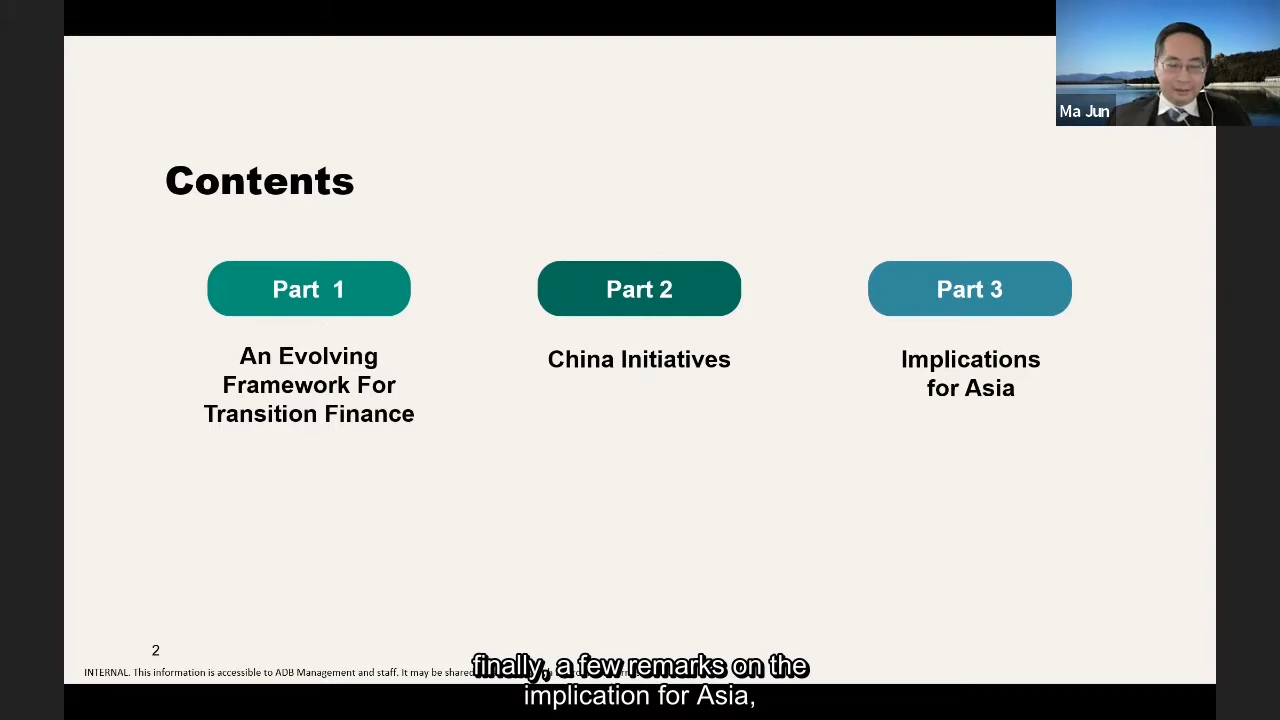 Ma Jun
Contents
Part 1
Part 2
Part 3
An Evolving
Framework For
Transition Finance
China Initiatives
Implications
for Asia
2
INTERNAL. This information is accessible to ADB Management and staff. It may be shared
finally, a few remarks on the
implication for Asia,